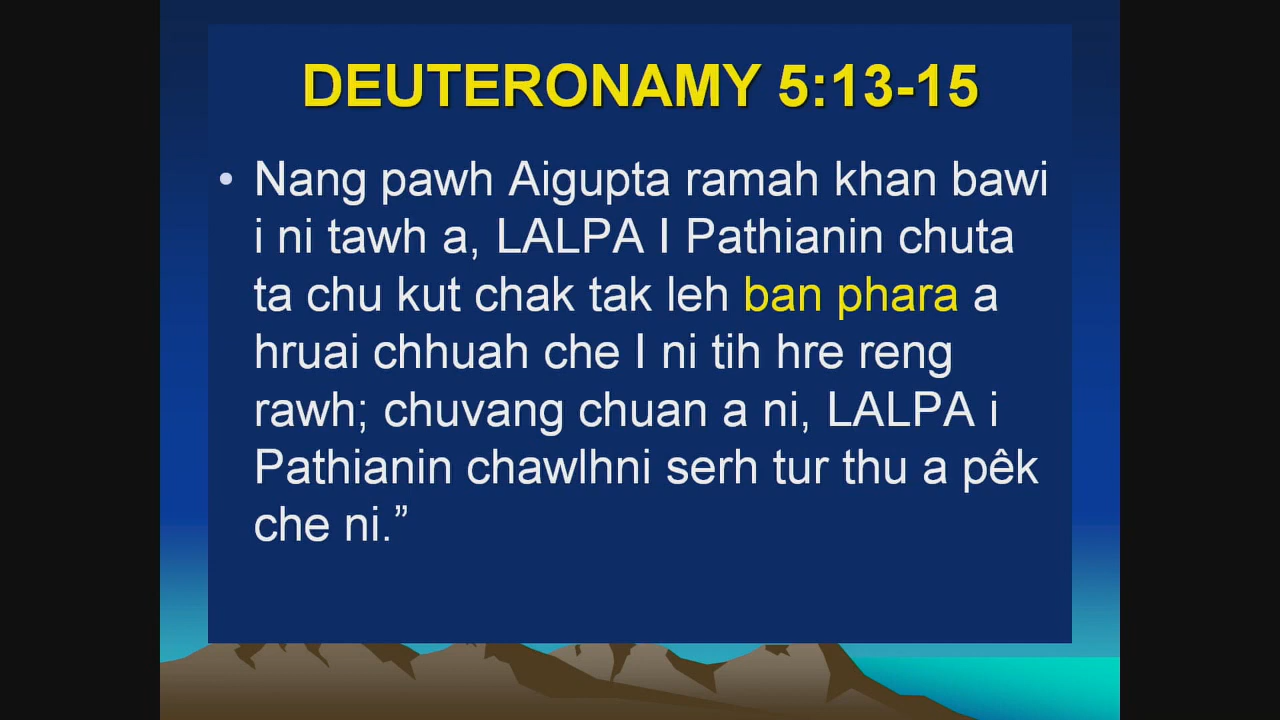 DEUTERONAMY 5:13-15
• Nang pawh Aigupta ramah khan bawi
i ni tawh a, LALPA I Pathianin chuta
ta chu kut chak tak leh ban phara a
hruai chhuah che I ni tih hre reng
rawh; chuvang chuan a ni, LALPA i
Pathianin chawlhni serh tur thu a pêk
che ni.”